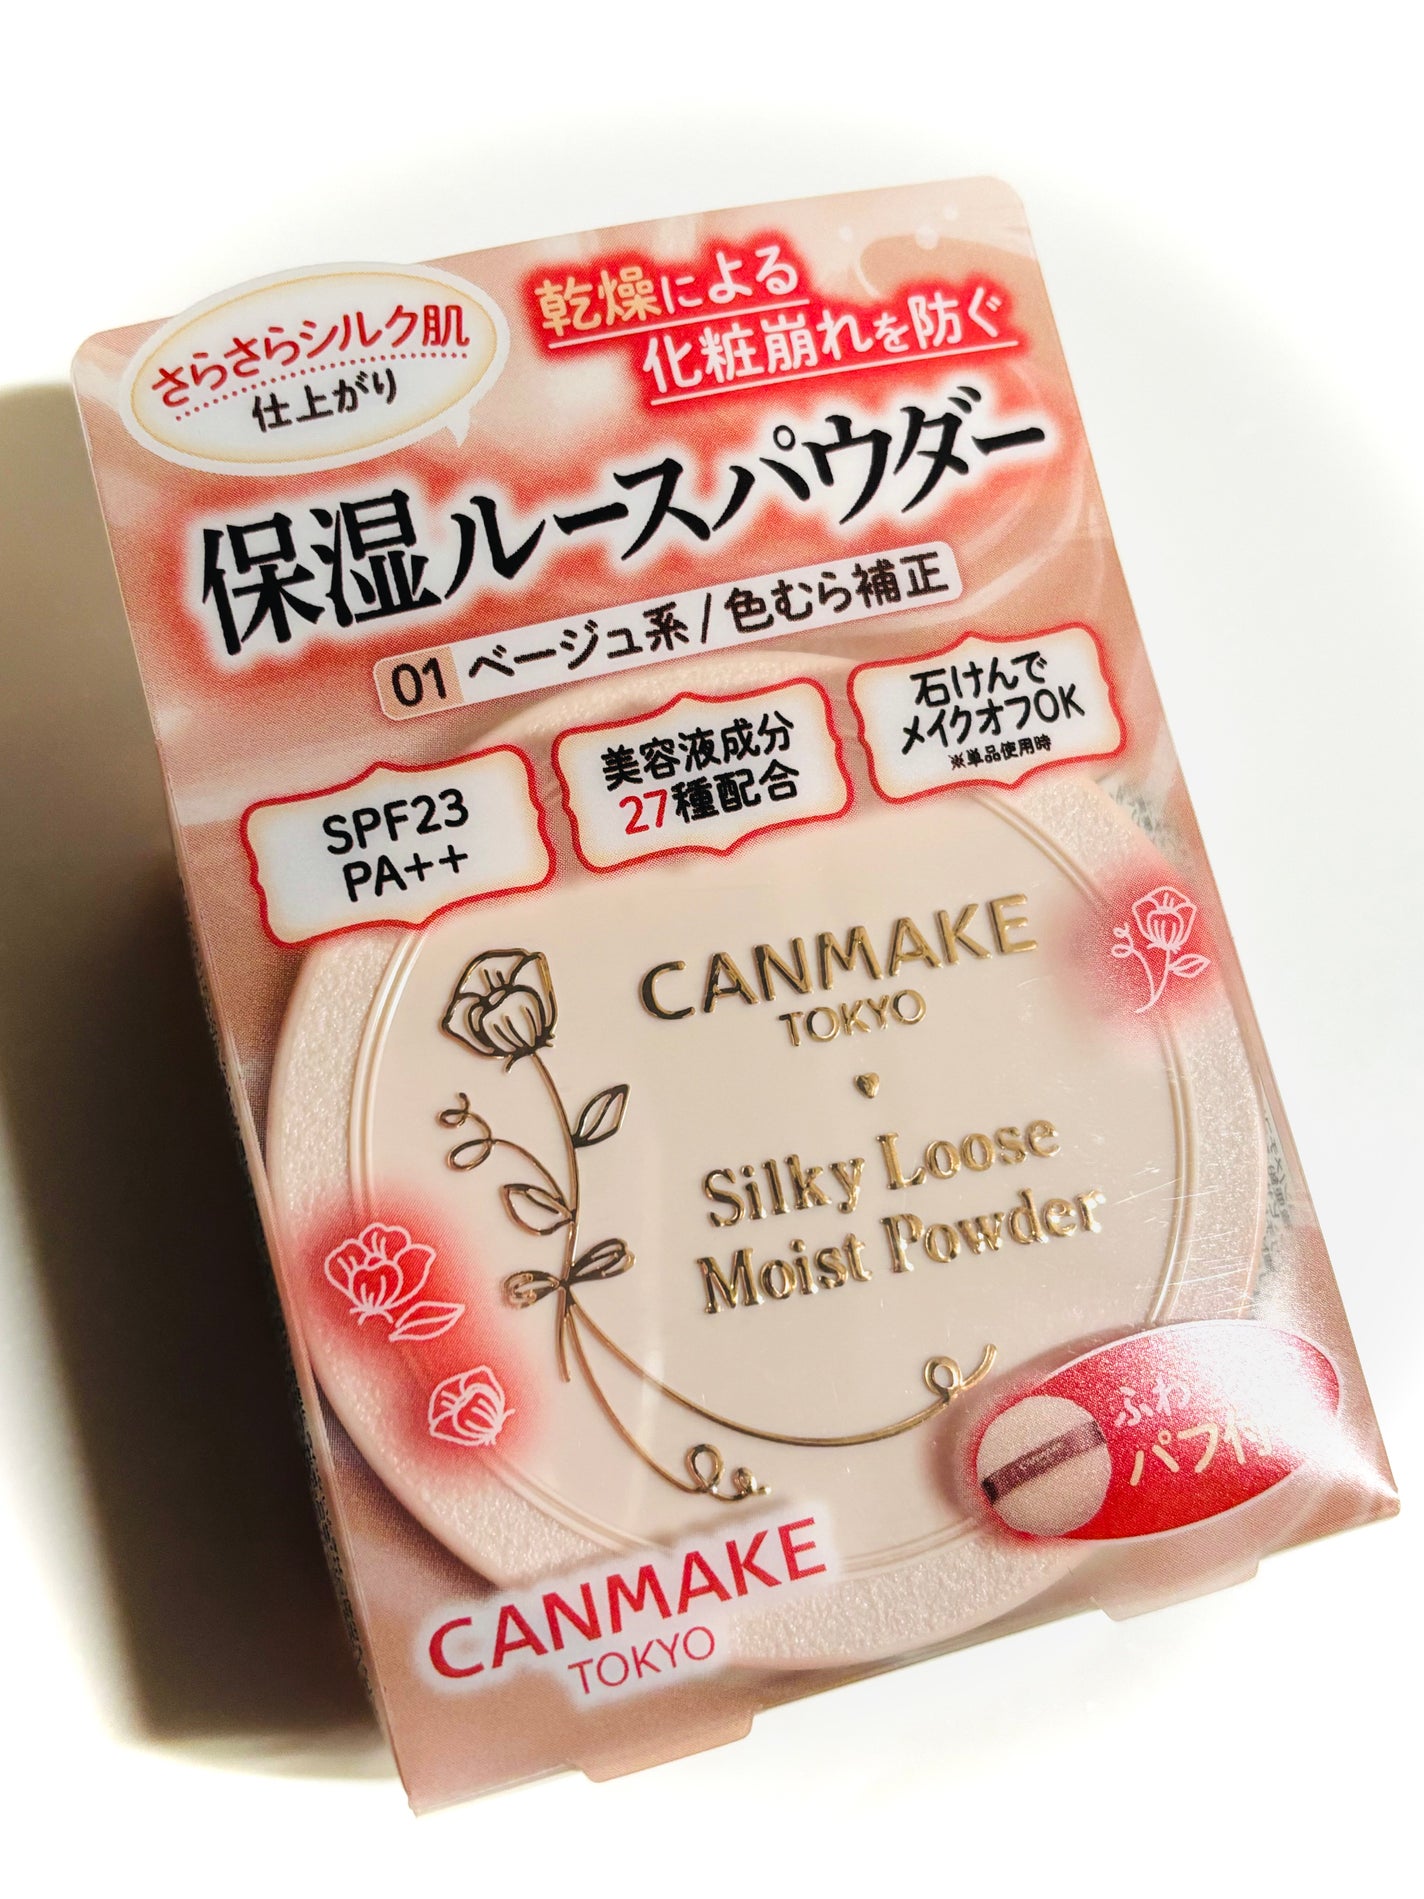 さらさらシルク肌
仕上がり
乾燥による
化粧崩れを防ぐ
保湿ルースパウダー
01 ベージュ系/色むら補正
SPF23
PA++
美容液成分
27種配合
石けんで
メイクオフOK
※単品使用時
CANMAKE
TOKYO
Silky Loose
Moist Powder
パフ付
CANMAKE
TOKYO